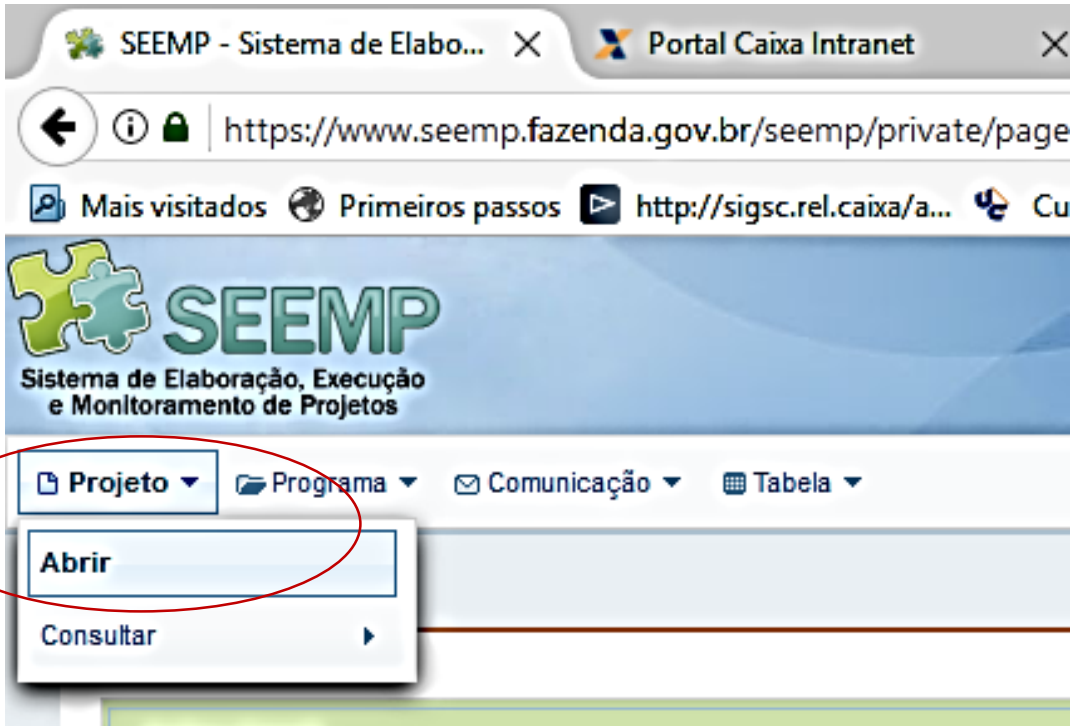 SEEMP - Sistema de Elabo... Portal Caixa Intranet
https://www.seemp.fazenda.gov.br/seemp/private/page
Mais visitados Primeiros passos http://sigsc.rel.caixa/a... Cu
SEEMP
Sistema de Elaboração, Execução
e Monitoramento de Projetos
Projeto Programa Comunicação Tabela
Abrir
Consultar